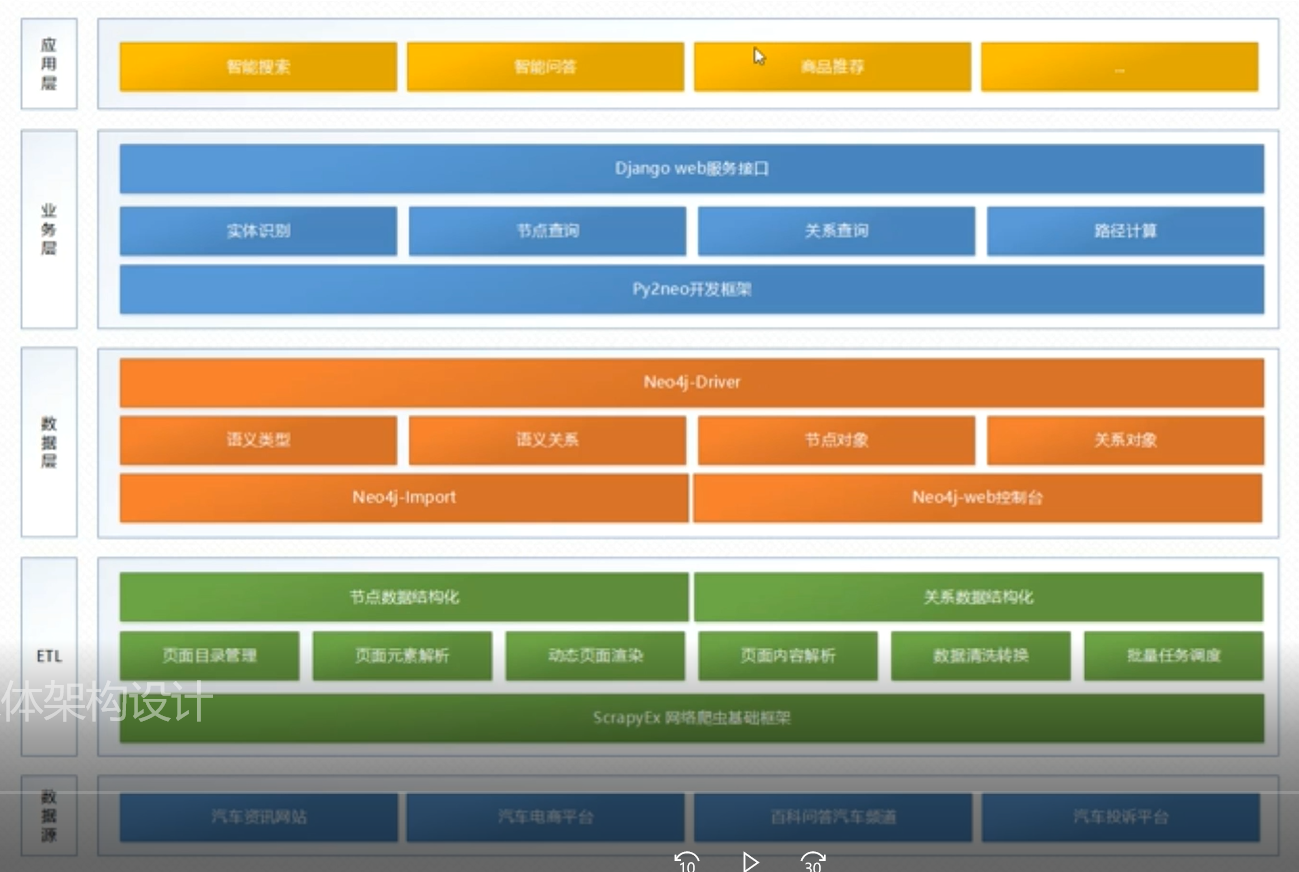 应用层
智能搜索
智能问答
商品推荐
...
业务层
Django web服务接口
实体识别
节点查询
关系查询
路径计算
Py2neo开发框架
数据层
Neo4j-Driver
语义类型
语义关系
节点对象
关系对象
Neo4j-Import
Neo4j-web控制台
ETL
节点数据结构化
关系数据结构化
页面目录管理
页面元素解析
动态页面渲染
页面内容解析
数据清洗转换
批量任务调度
体架构设计
ScrapyEx 网络爬虫基础框架
数据源
汽车资讯网站
汽车电商平台
百科问答汽车频道
汽车投诉平台
10
30